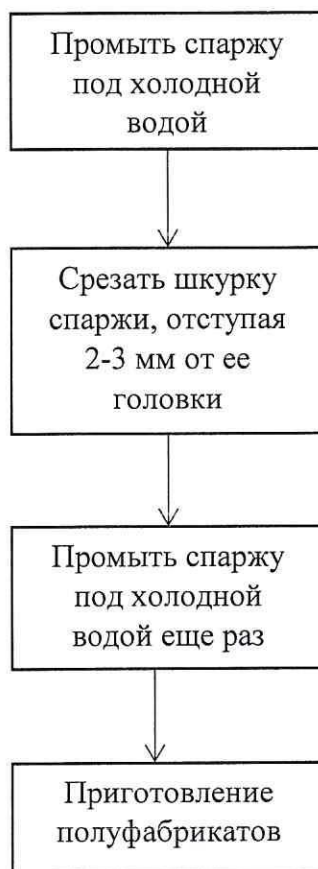 Промыть спаржу
под холодной
водой
Срезать шкурку
спаржи, отступая
2-3 мм от ее
головки
Промыть спаржу
под холодной
водой еще раз
Приготовление
полуфабрикатов